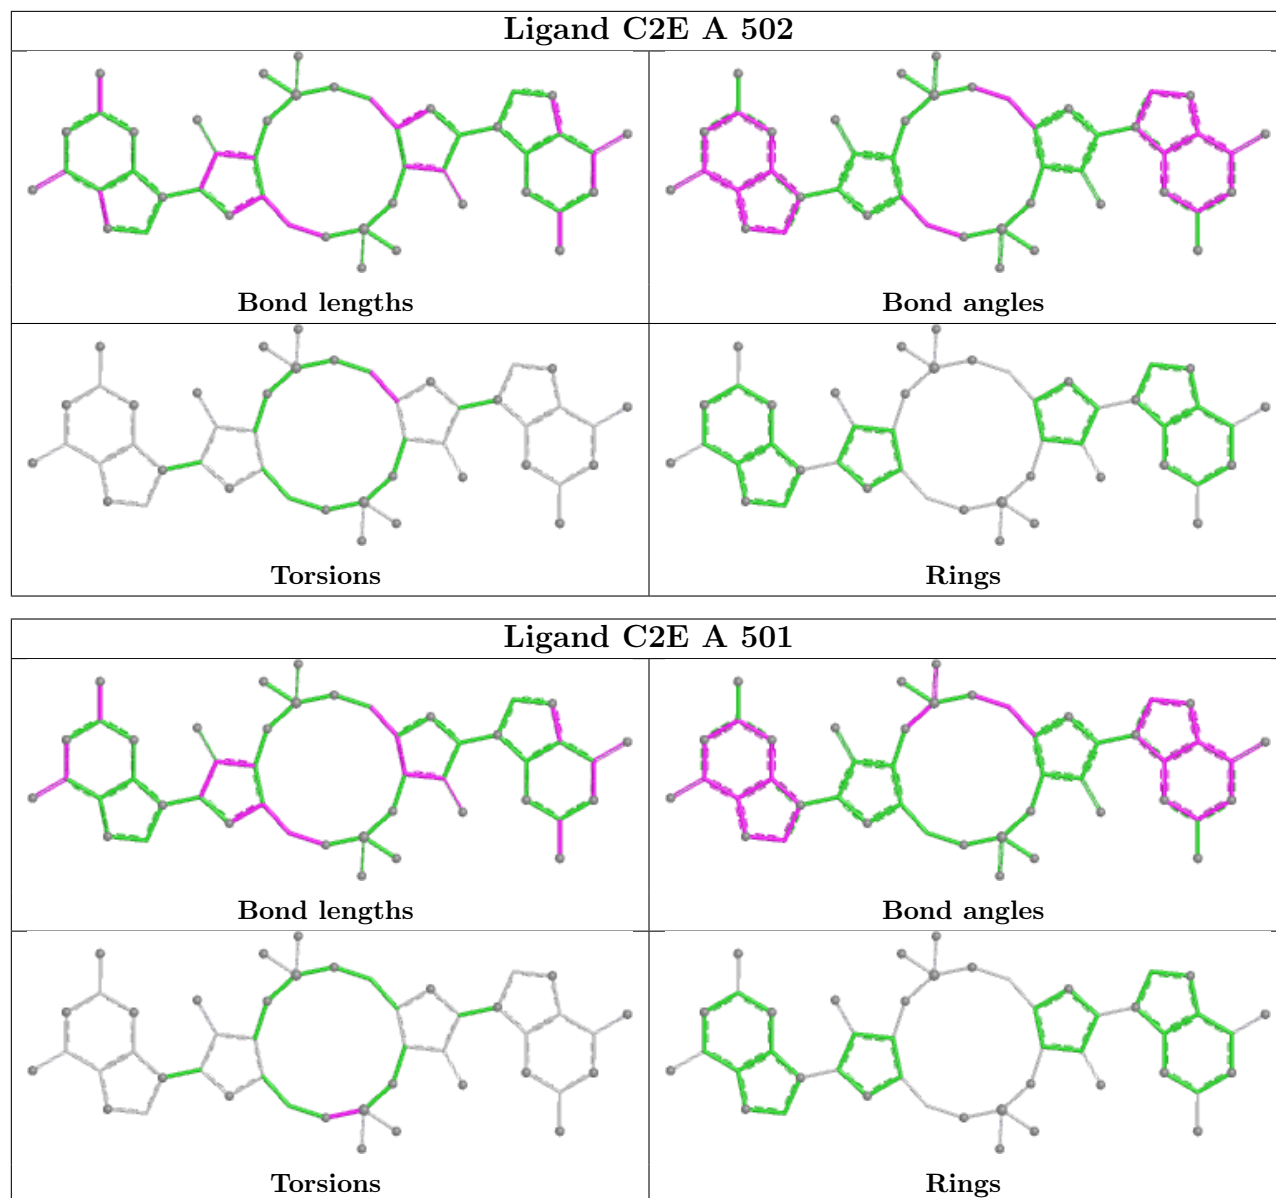 Ligand C2E A 502
Bond lengths
Bond angles
Torsions
Rings
Ligand C2E A 501
Bond lengths
Bond angles
Torsions
Rings